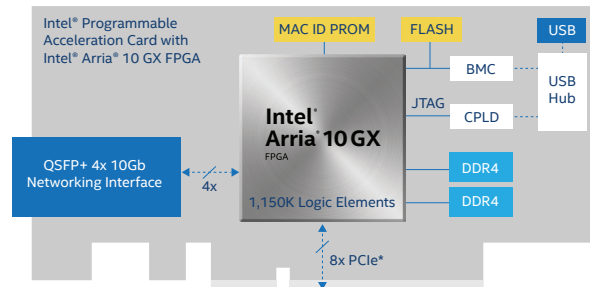 Intel® Programmable
Acceleration Card with
Intel® Arria® 10 GX FPGA
MAC ID PROM
FLASH
USB
BMC
USB
Hub
JTAG
CPLD
Intel®
Arria® 10 GX
FPGA
QSFP+ 4x 10Gb
Networking Interface
4x
DDR4
1,150K Logic Elements
DDR4
8x PCIe*